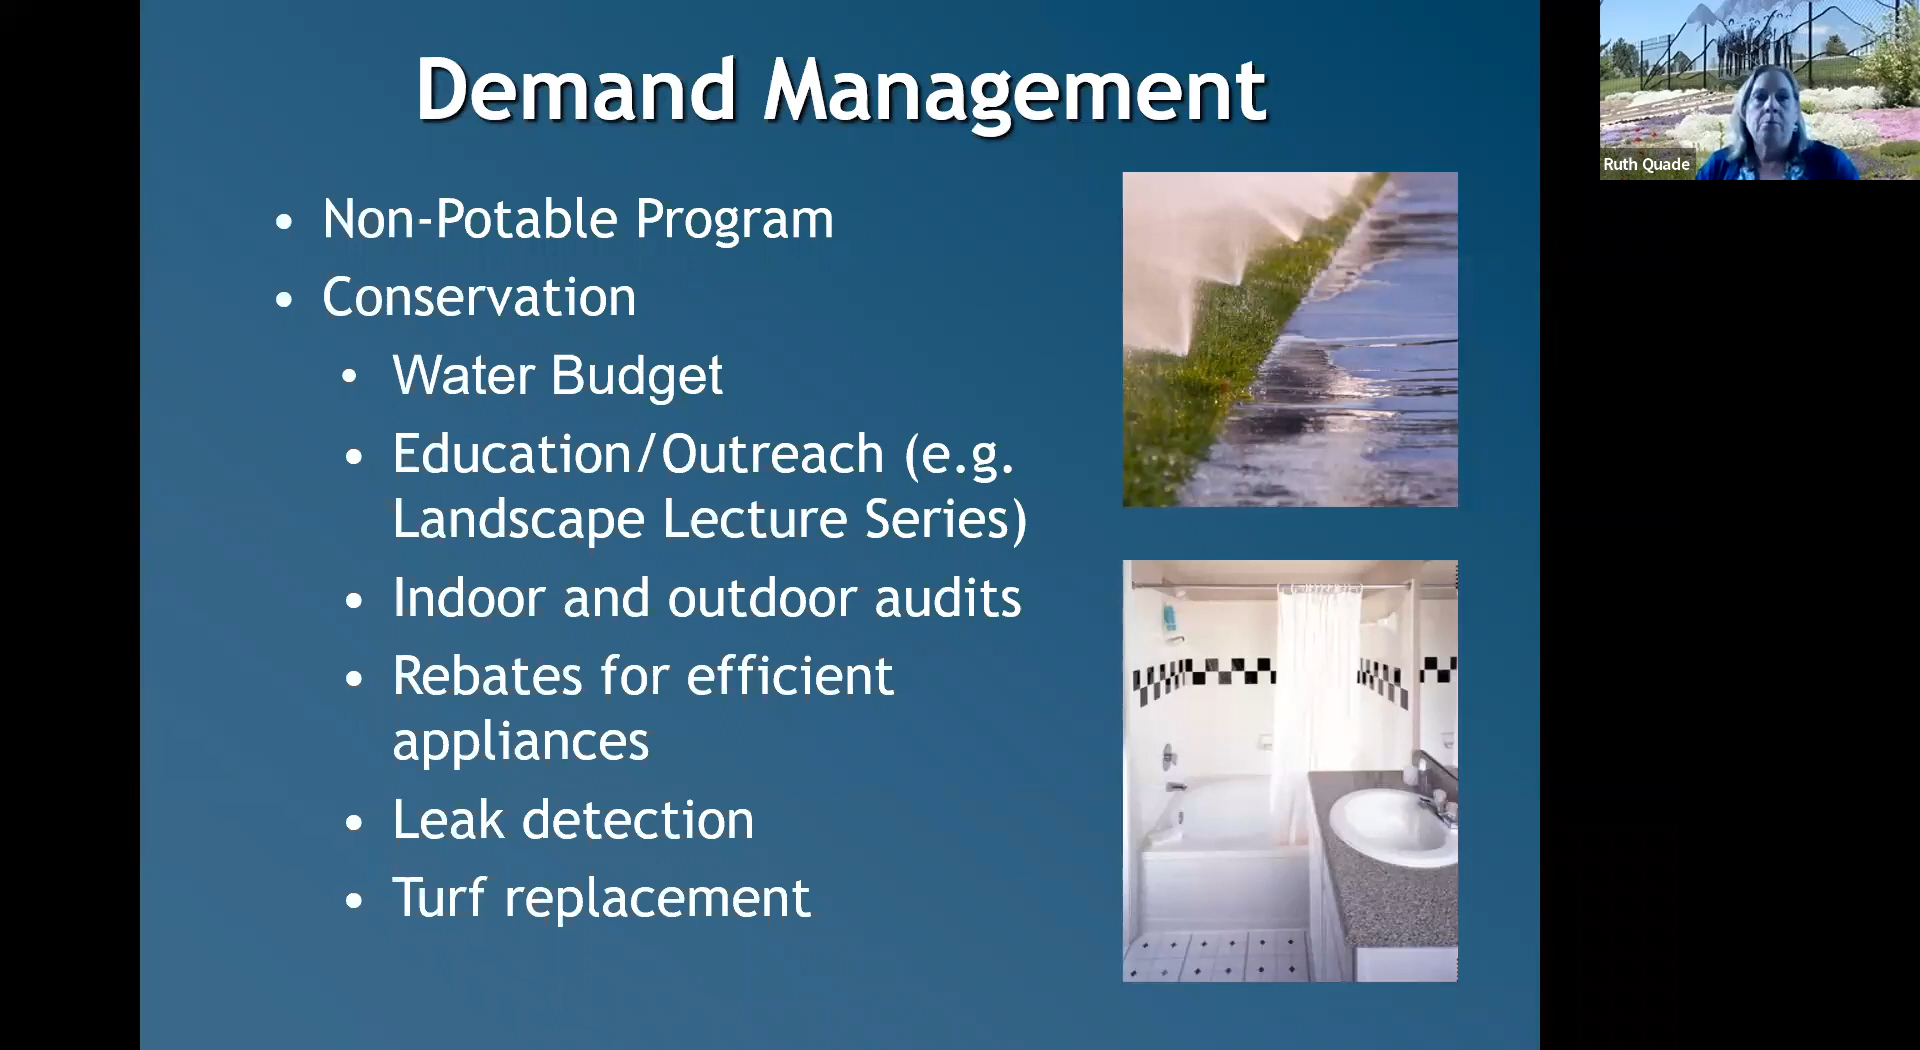 Demand Management
• Non-Potable Program
• Conservation
• Water Budget
• Education/Outreach (e.g.
Landscape Lecture Series)
• Indoor and outdoor audits
• Rebates for efficient
appliances
• Leak detection
• Turf replacement
Ruth Quade